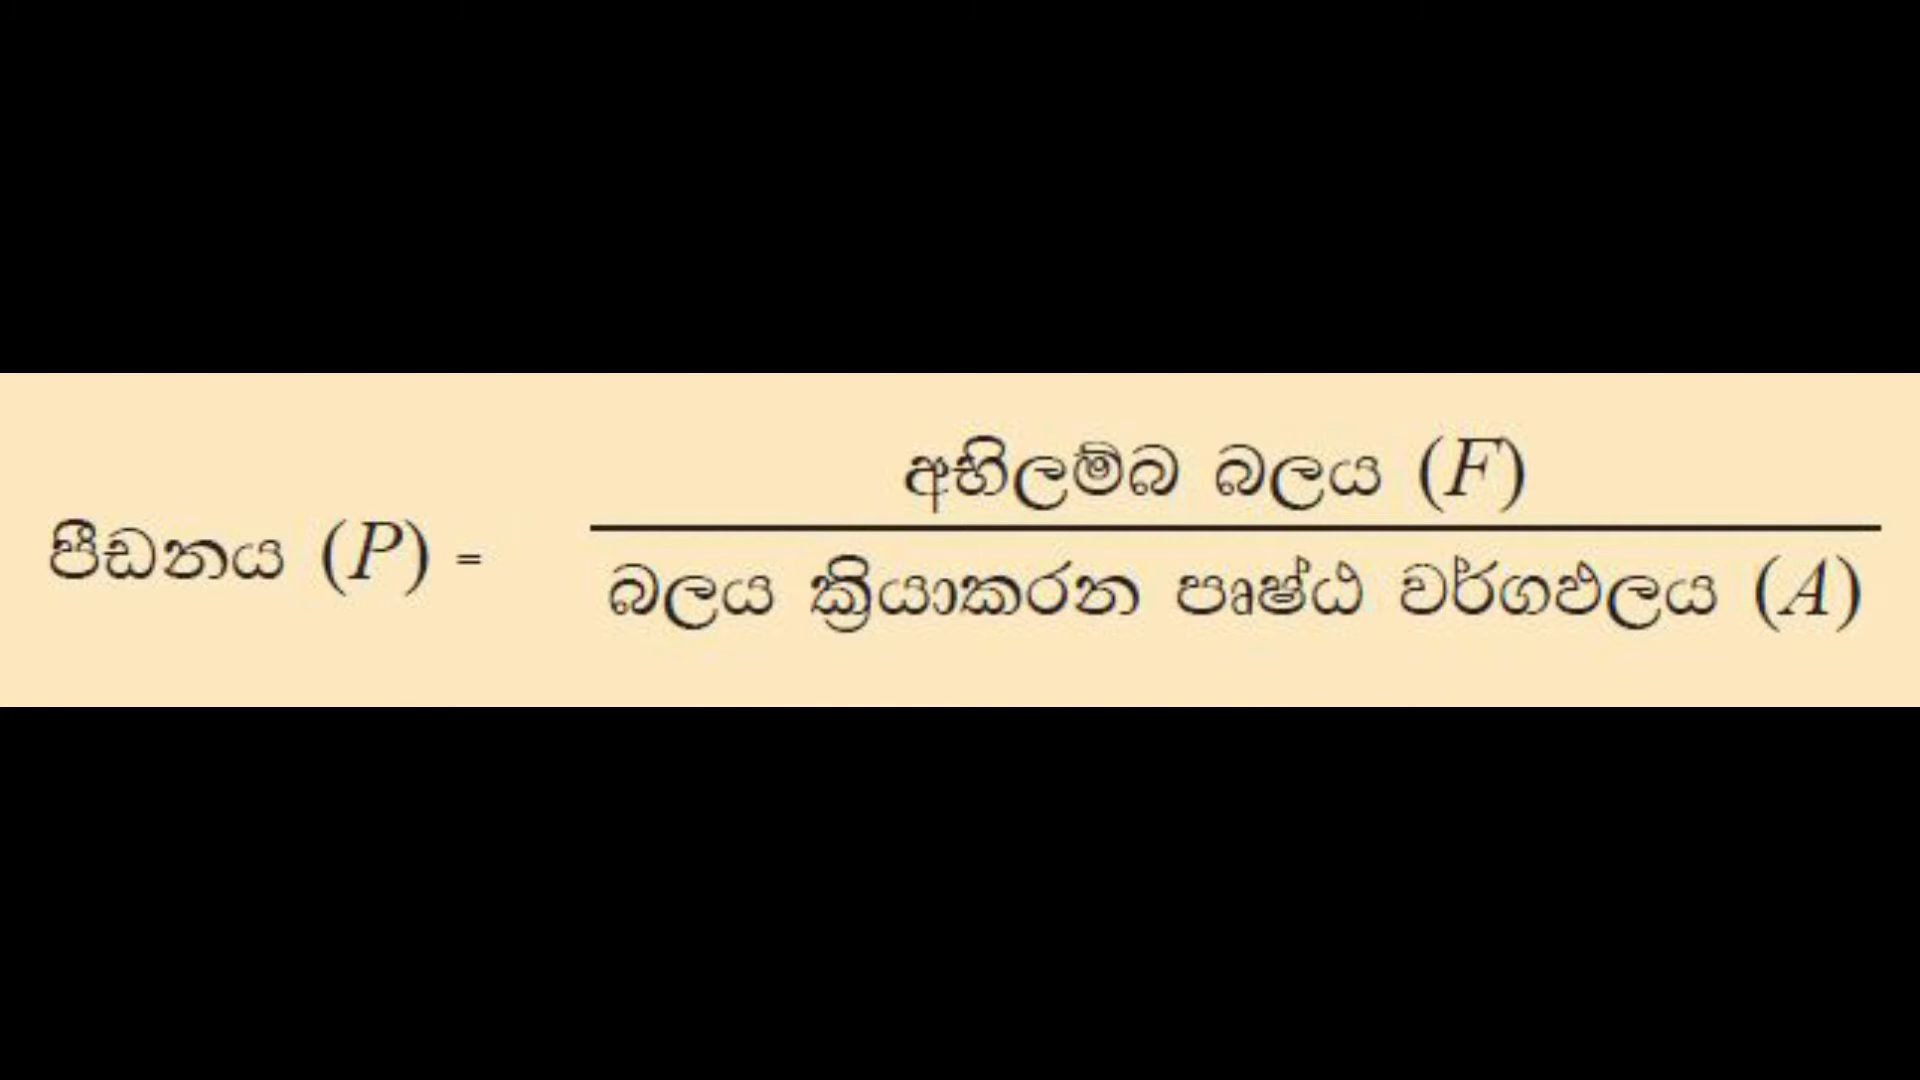 අභිලම්බ බලය (F)
පීඩනය (P) =
බලය ක්‍රියාකරන පෘෂ්ඨ වර්ගඵලය (A)